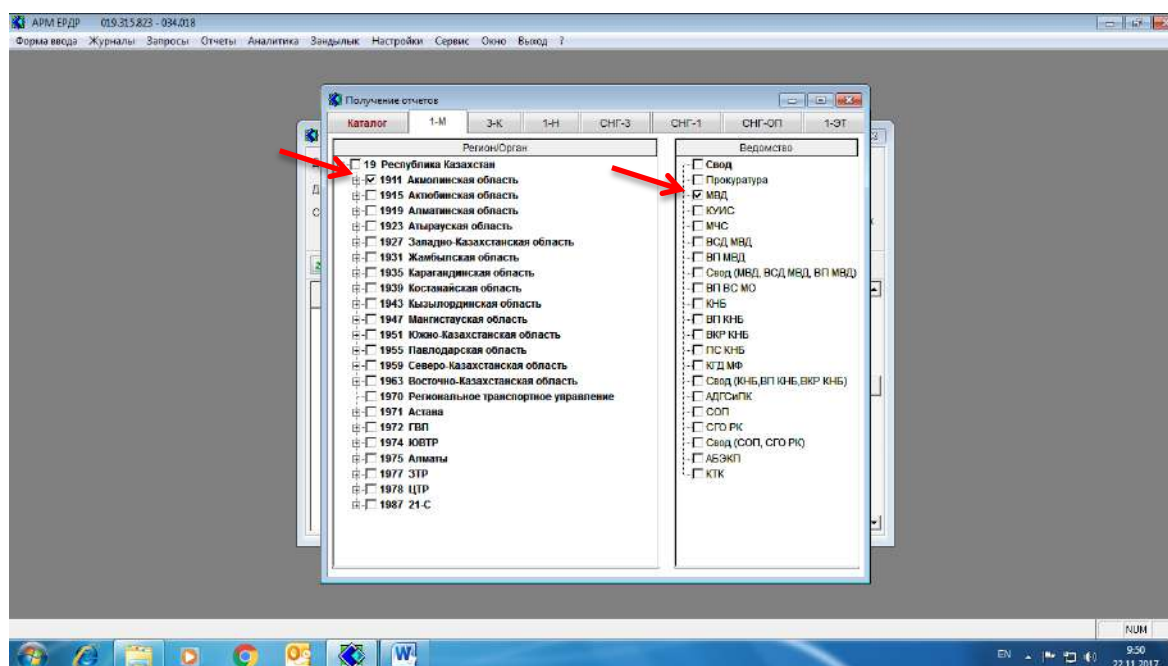 АРМ ЕРДР 019.315.823 - 034.018
Форма ввода Журналы Запросы Отчеты Аналитика Заңдылык Настройки Сервис Окно Выход ?
Получение отчетов
Каталог 1-М 3-К 1-Н СНГ-3 СНГ-1 СНГ-ОП 1-ЭТ
Регион/Орган
19 Республика Казахстан
1911 Акмолинская область
1915 Актюбинская область
1919 Алматинская область
1923 Атырауская область
1927 Западно-Казахстанская область
1931 Жамбылская область
1935 Карагандинская область
1939 Костанайская область
1943 Кызылординская область
1947 Мангистауская область
1951 Южно-Казахстанская область
1955 Павлодарская область
1959 Северо-Казахстанская область
1963 Восточно-Казахстанская область
1970 Региональное транспортное управление
1971 Астана
1972 ГВП
1974 ЮВТР
1975 Алматы
1977 ЗТР
1978 ЦТР
1987 21-С
Ведомство
Свод
Прокуратура
МВД
КУИС
МЧС
ВСД МВД
ВП МВД
Свод (МВД, ВСД МВД, ВП МВД)
ВП ВС МО
КНБ
ВП КНБ
ВКР КНБ
ПС КНБ
КГД МФ
Свод (КНБ,ВП КНБ,ВКР КНБ)
АДГСиПК
СОП
СГО РК
Свод (СОП, СГО РК)
АБЭКП
КТК
NUM
EN
9:50
22.11.2017